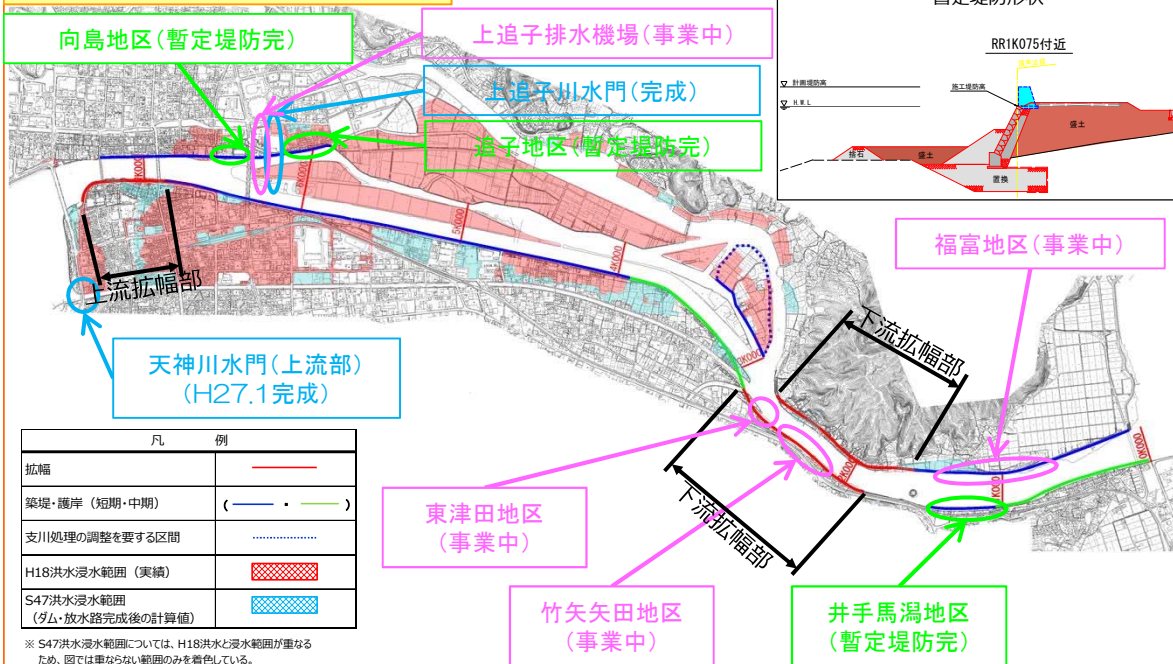 RR1K075付近
計画堤防高
H.W.L
施工堤防高
盛土
捨石
盛土
置換
向島地区(暫定堤防完)
上追子排水機場(事業中)
上追子川水門(完成)
追子地区(暫定堤防完)
5K000
4K000
上流拡幅部
天神川水門(上流部)
(H27.1完成)
福富地区(事業中)
下流拡幅部
下流拡幅部
0K000
東津田地区
(事業中)
竹矢矢田地区
(事業中)
井手馬潟地区
(暫定堤防完)
凡 例
拡幅
築堤・護岸(短期・中期)
( ・ )
支川処理の調整を要する区間
H18洪水浸水範囲(実績)
S47洪水浸水範囲
(ダム・放水路完成後の計算値)
※ S47洪水浸水範囲については、H18洪水と浸水範囲が重なる
ため、図では重ならない範囲のみを着色している。